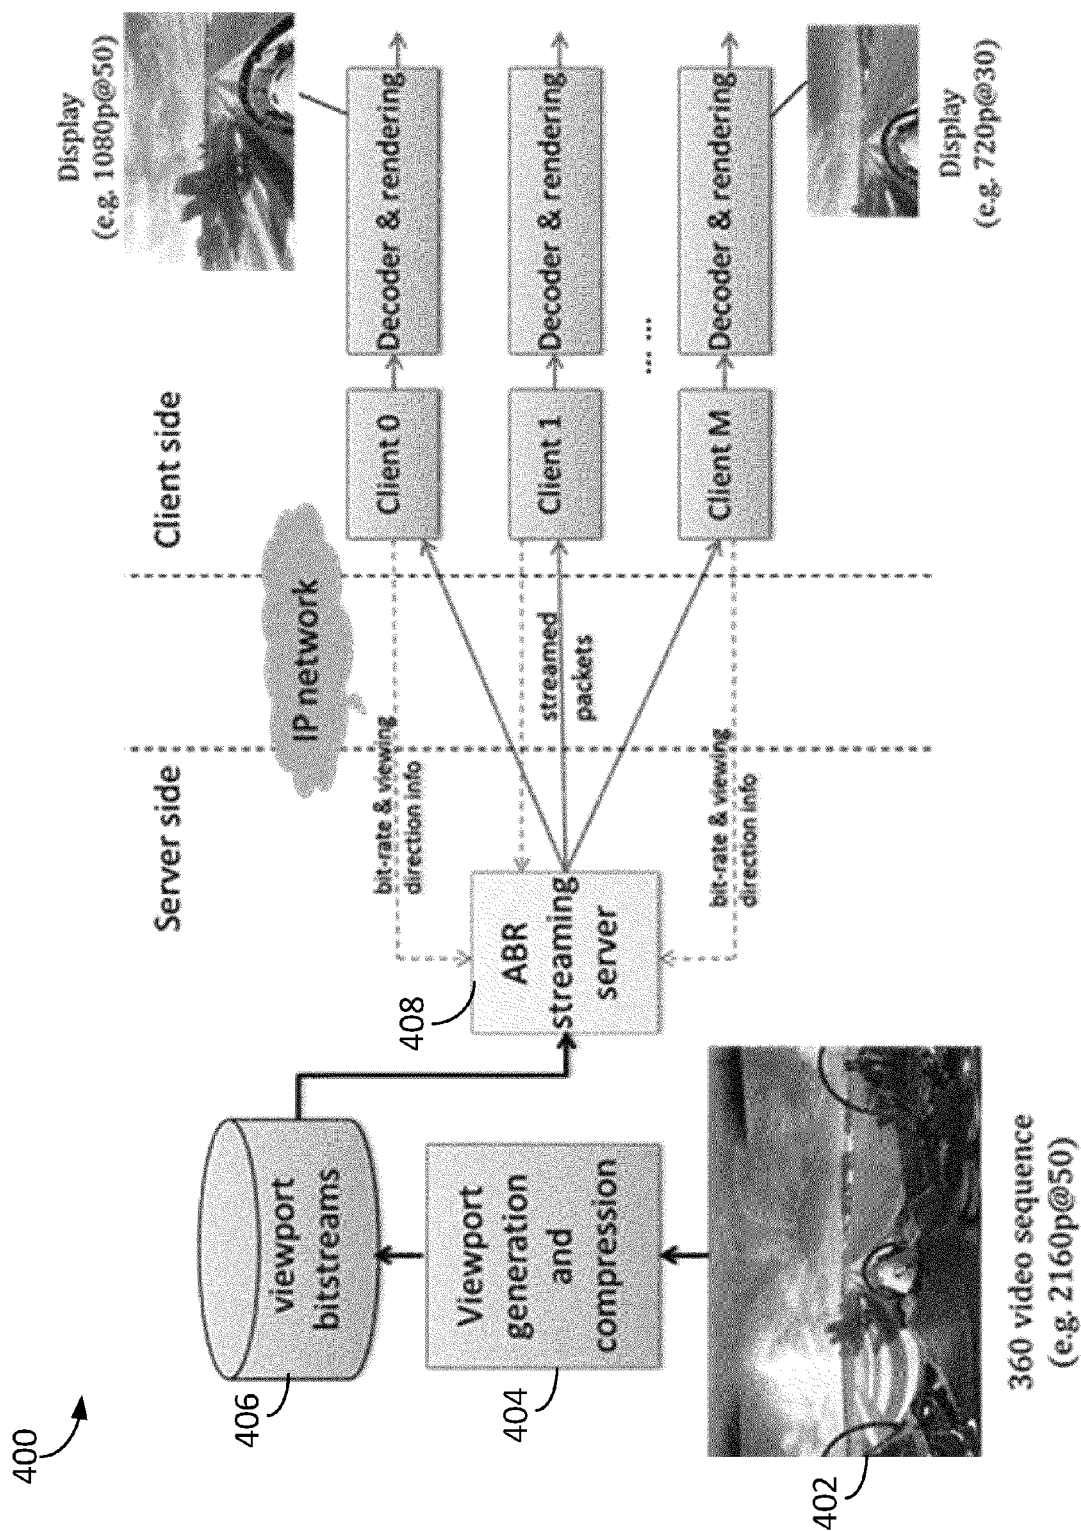 400
Server side
Client side
IP network
406
viewport
bitstreams
404
Viewport
generation
and
compression
402
360 video sequence
(e.g. 2160p@50)
408
ABR
streaming
server
bit-rate & viewing
direction info
streamed
packets
bit-rate & viewing
direction info
Client 0
Client 1
Client M
Decoder & rendering
Decoder & rendering
... ...
Decoder & rendering
Display
(e.g. 1080p@50)
Display
(e.g. 720p@30)